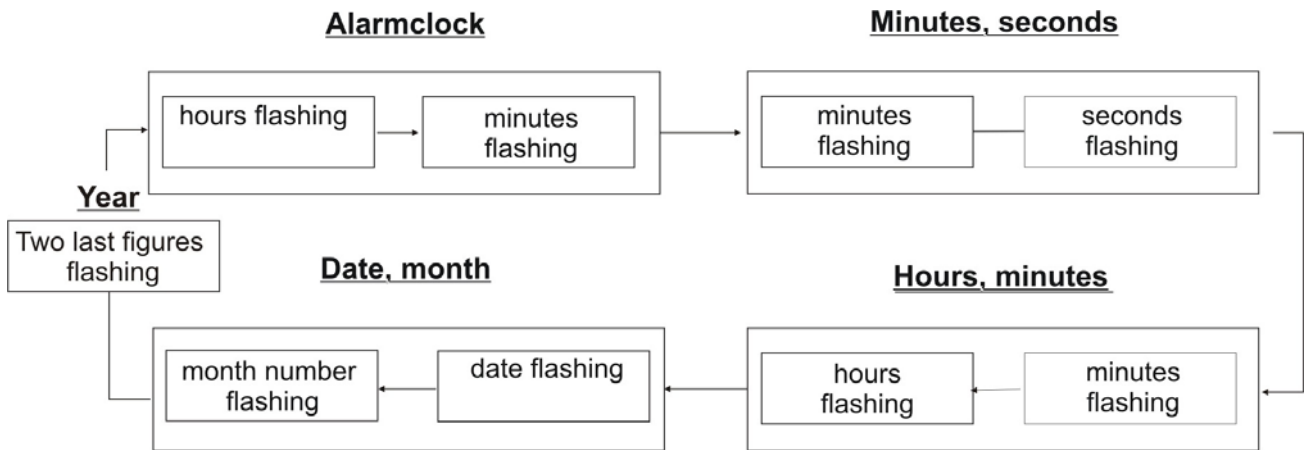 Alarmclock
Minutes, seconds
hours flashing
minutes
flashing
minutes
flashing
seconds
flashing
Year
Two last figures
flashing
Date, month
Hours, minutes
month number
flashing
date flashing
hours
flashing
minutes
flashing